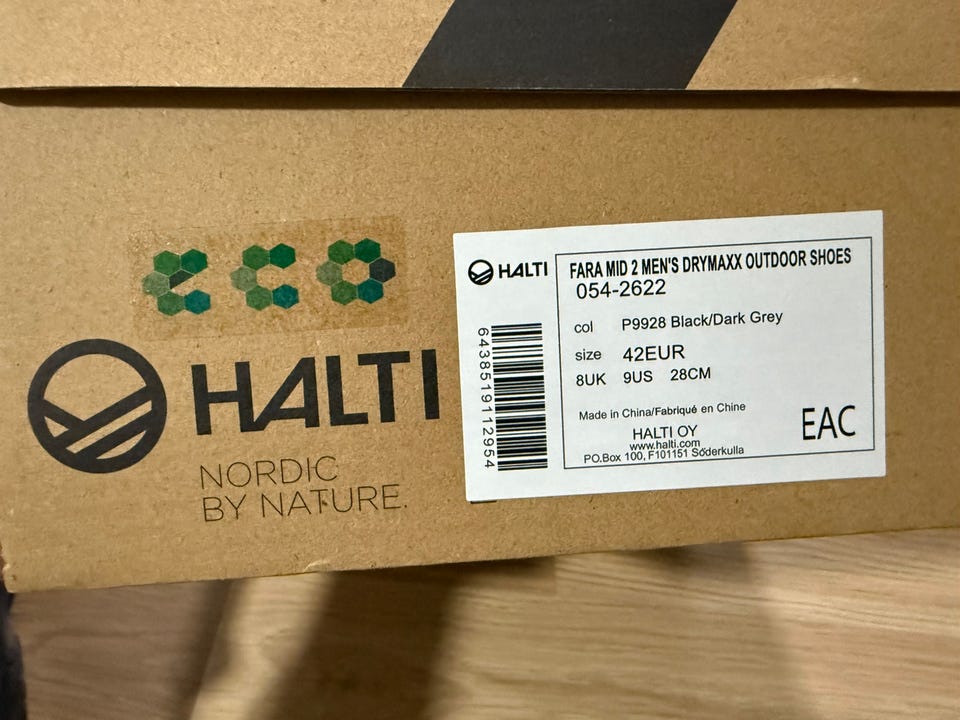 eco
HALTI
NORDIC
BY NATURE.
HALTI
6438519112954
FARA MID 2 MEN'S DRYMAXX OUTDOOR SHOES
054-2622
col P9928 Black/Dark Grey
size 42EUR
8UK 9US 28CM
Made in China/Fabriqué en Chine
HALTI OY
www.halti.com
PO.Box 100, F101151 Söderkulla
EAC